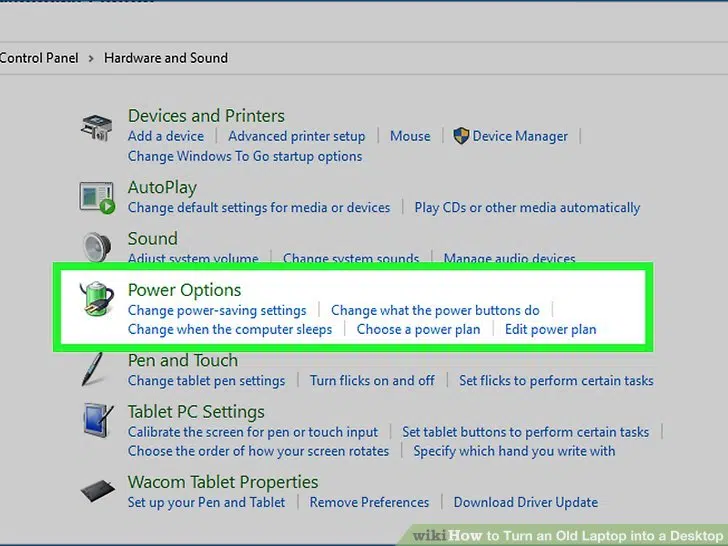 Control Panel > Hardware and Sound
Devices and Printers
Add a device | Advanced printer setup | Mouse | Device Manager |
Change Windows To Go startup options
AutoPlay
Change default settings for media or devices | Play CDs or other media automatically
Sound
Adjust system volume | Change system sounds | Manage audio devices
Power Options
Change power-saving settings | Change what the power buttons do |
Change when the computer sleeps | Choose a power plan | Edit power plan
Pen and Touch
Change tablet pen settings | Turn flicks on and off | Set flicks to perform certain tasks
Tablet PC Settings
Calibrate the screen for pen or touch input | Set tablet buttons to perform certain tasks |
Choose the order of how your screen rotates | Specify which hand you write with
Wacom Tablet Properties
Set up your Pen and Tablet | Remove Preferences | Download Driver Update
wikiHow to Turn an Old Laptop into a Desktop